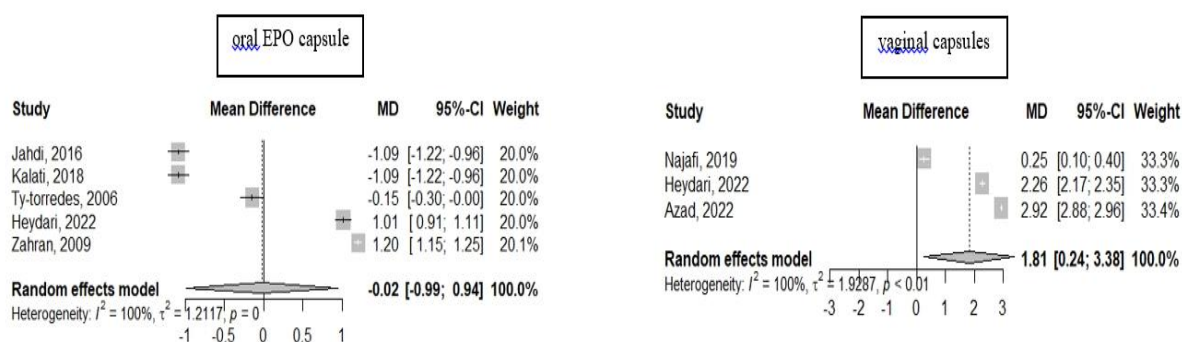 oral EPO capsule
Study Mean Difference MD 95%-CI Weight
Jahdi, 2016 -1.09 [-1.22; -0.96] 20.0%
Kalati, 2018 -1.09 [-1.22; -0.96] 20.0%
Ty-torredes, 2006 -0.15 [-0.30; -0.00] 20.0%
Heydari, 2022 1.01 [0.91; 1.11] 20.0%
Zahran, 2009 1.20 [1.15; 1.25] 20.1%
Random effects model -0.02 [-0.99; 0.94] 100.0%
Heterogeneity: I² = 100%, τ² = 1.2117, p = 0
-1 -0.5 0 0.5 1
vaginal capsules
Study Mean Difference MD 95%-CI Weight
Najafi, 2019 0.25 [0.10; 0.40] 33.3%
Heydari, 2022 2.26 [2.17; 2.35] 33.3%
Azad, 2022 2.92 [2.88; 2.96] 33.4%
Random effects model 1.81 [0.24; 3.38] 100.0%
Heterogeneity: I² = 100%, τ² = 1.9287, p < 0.01
-3 -2 -1 0 1 2 3